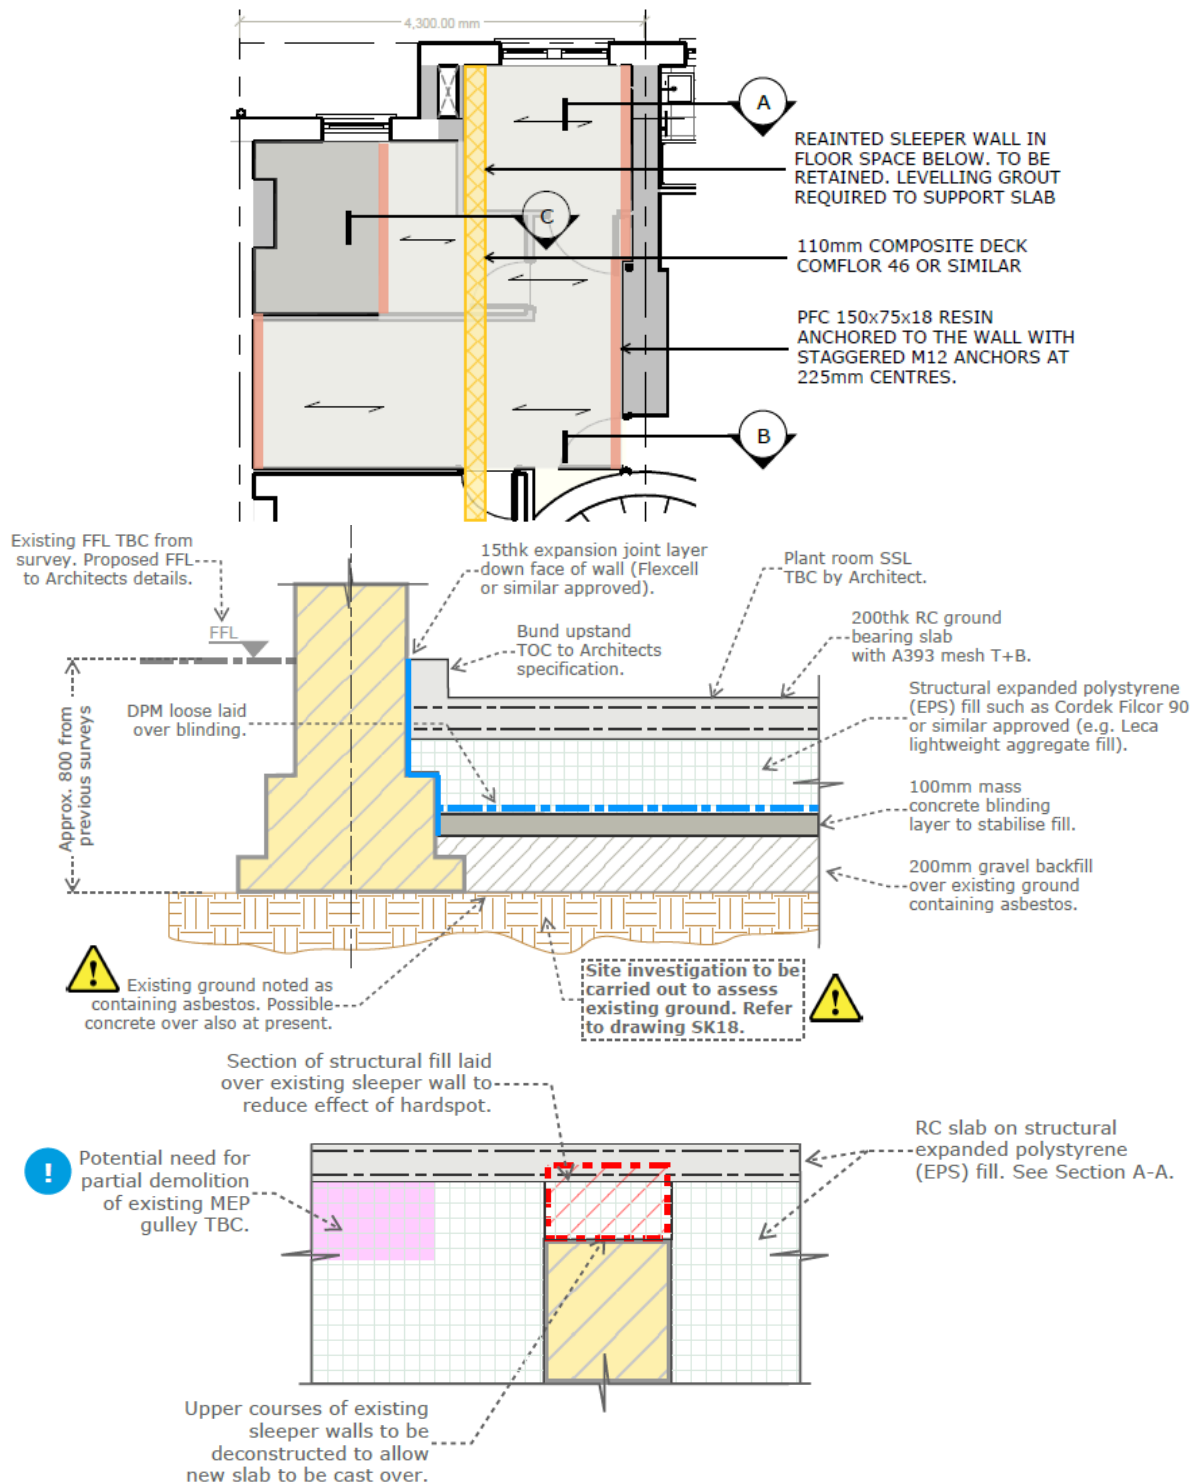 4,300.00 mm
A
REAINTED SLEEPER WALL IN
FLOOR SPACE BELOW. TO BE
RETAINED. LEVELLING GROUT
REQUIRED TO SUPPORT SLAB
C
110mm COMPOSITE DECK
COMFLOR 46 OR SIMILAR
PFC 150x75x18 RESIN
ANCHORED TO THE WALL WITH
STAGGERED M12 ANCHORS AT
225mm CENTRES.
B
Existing FFL TBC from
survey. Proposed FFL
to Architects details.
FFL
15thk expansion joint layer
down face of wall (Flexcell
or similar approved).
Bund upstand
TOC to Architects
specification.
Plant room SSL
TBC by Architect.
200thk RC ground
bearing slab
with A393 mesh T+B.
DPM loose laid
over blinding.
Structural expanded polystyrene
(EPS) fill such as Cordek Filcor 90
or similar approved (e.g. Leca
lightweight aggregate fill).
Approx. 800 from
previous surveys
100mm mass
concrete blinding
layer to stabilise fill.
200mm gravel backfill
over existing ground
containing asbestos.
Existing ground noted as
containing asbestos. Possible
concrete over also at present.
Site investigation to be
carried out to assess
existing ground. Refer
to drawing SK18.
Section of structural fill laid
over existing sleeper wall to
reduce effect of hardspot.
Potential need for
partial demolition
of existing MEP
gulley TBC.
RC slab on structural
expanded polystyrene
(EPS) fill. See Section A-A.
Upper courses of existing
sleeper walls to be
deconstructed to allow
new slab to be cast over.